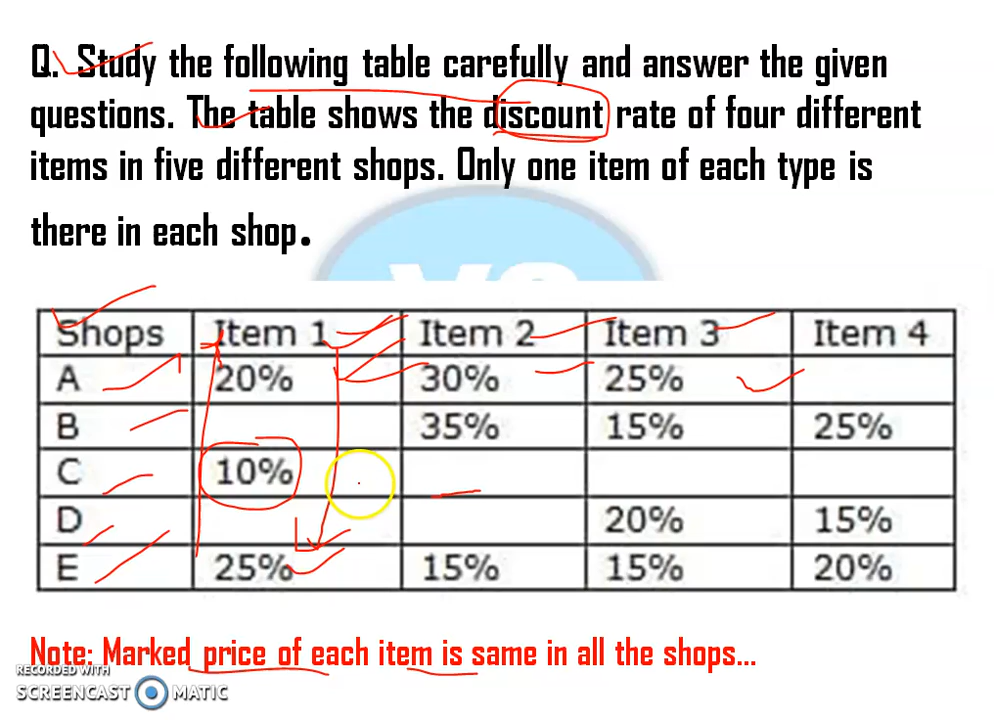 Q. Study the following table carefully and answer the given
questions. The table shows the discount rate of four different
items in five different shops. Only one item of each type is
there in each shop.
Shops Item 1 Item 2 Item 3 Item 4
A 20% 30% 25%
B 35% 15% 25%
C 10%
D 20% 15%
E 25% 15% 15% 20%
Note: Marked price of each item is same in all the shops...
RECORDED WITH
SCREENCAST MATIC